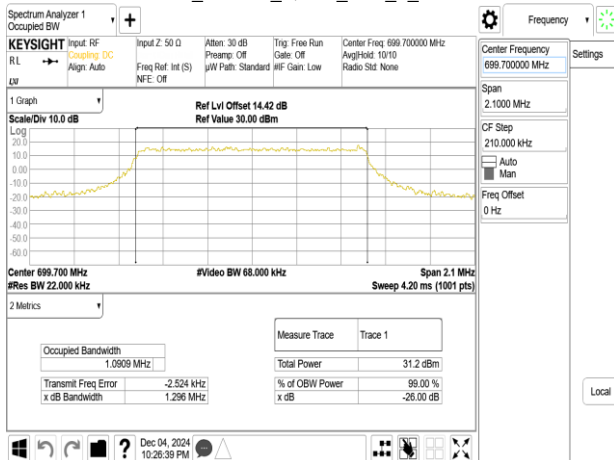 Spectrum Analyzer 1
Occupied BW
▼
+
Frequency ▼
KEYSIGHT
RL
Input: RF
Coupling: DC
Align: Auto
Input Z: 50 Ω
Freq Ref: Int (S)
NFE: Off
Atten: 30 dB
Preamp: Off
µW Path: Standard
Trig: Free Run
Gate: Off
#IF Gain: Low
Center Freq: 699.700000 MHz
Avg|Hold: 10/10
Radio Std: None
Center Frequency
699.700000 MHz
Settings
Span
2.1000 MHz
CF Step
210.000 kHz
Auto
Man
Freq Offset
0 Hz
Local
1 Graph ▼
Scale/Div 10.0 dB
Ref Lvl Offset 14.42 dB
Ref Value 30.00 dBm
Log
20.0
10.0
0.00
-10.0
-20.0
-30.0
-40.0
-50.0
-60.0
Center 699.700 MHz
#Res BW 22.000 kHz
#Video BW 68.000 kHz
Span 2.1 MHz
Sweep 4.20 ms (1001 pts)
2 Metrics ▼
Measure Trace Trace 1
Occupied Bandwidth
1.0909 MHz
Total Power 31.2 dBm
Transmit Freq Error -2.524 kHz
% of OBW Power 99.00 %
x dB Bandwidth 1.296 MHz
x dB -26.00 dB
?
Dec 04, 2024
10:26:39 PM